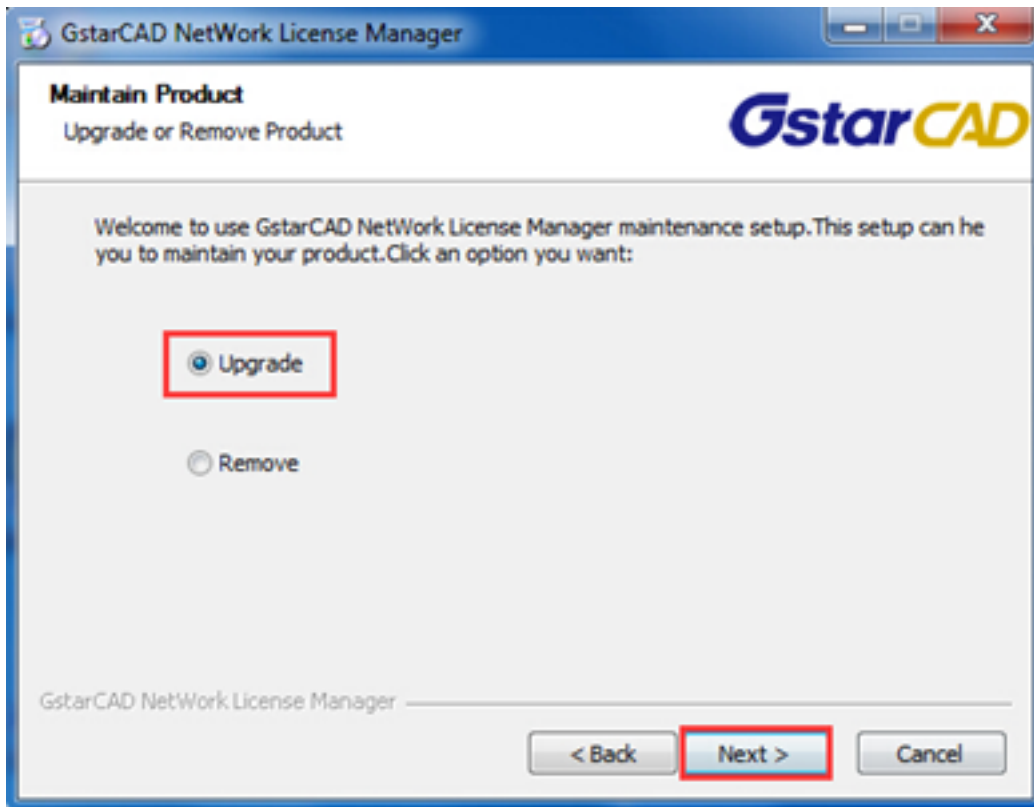 GstarCAD NetWork License Manager
Maintain Product
Upgrade or Remove Product
GstarCAD
Welcome to use GstarCAD NetWork License Manager maintenance setup.This setup can he
you to maintain your product.Click an option you want:
Upgrade
Remove
GstarCAD NetWork License Manager
< Back Next > Cancel